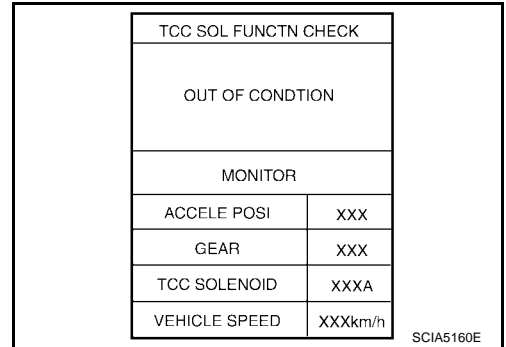 TCC SOL FUNCTN CHECK
OUT OF CONDTION
MONITOR
ACCELE POSI XXX
GEAR XXX
TCC SOLENOID XXXA
VEHICLE SPEED XXXkm/h
SCIA5160E